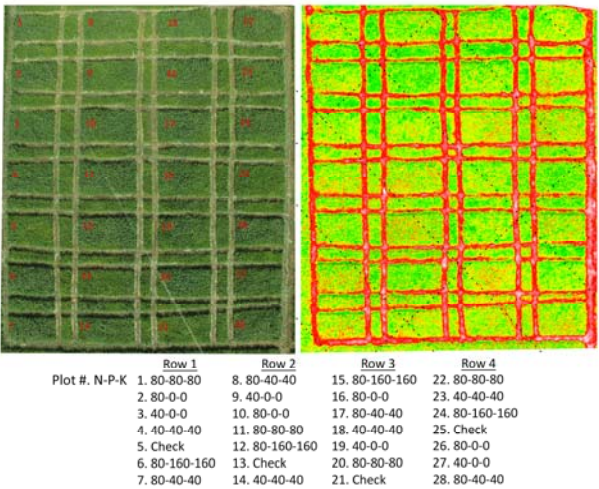 Row 1 Row 2 Row 3 Row 4
Plot #. N-P-K 1. 80-80-80 8. 80-40-40 15. 80-160-160 22. 80-80-80
2. 80-0-0 9. 40-0-0 16. 80-0-0 23. 40-40-40
3. 40-0-0 10. 80-0-0 17. 80-40-40 24. 80-160-160
4. 40-40-40 11. 80-80-80 18. 40-40-40 25. Check
5. Check 12. 80-160-160 19. 40-0-0 26. 80-0-0
6. 80-160-160 13. Check 20. 80-80-80 27. 40-0-0
7. 80-40-40 14. 40-40-40 21. Check 28. 80-40-40